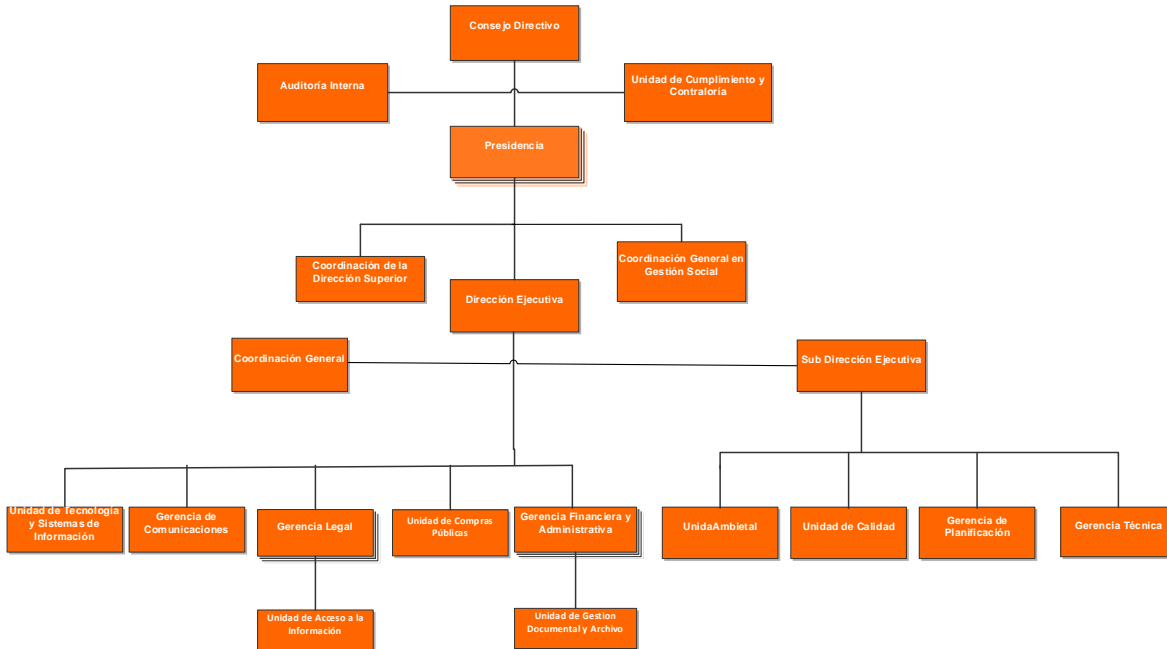 Consejo Directivo
Auditoría Interna
Unidad de Cumplimiento y
Contraloría
Presidencia
Coordinación de la
Dirección Superior
Coordinación General en
Gestión Social
Dirección Ejecutiva
Coordinación General
Sub Dirección Ejecutiva
Unidad de Tecnología
y Sistemas de
Información
Gerencia de
Comunicaciones
Gerencia Legal
Unidad de Compras
Públicas
Gerencia Financiera y
Administrativa
UnidaAmbietal
Unidad de Calidad
Gerencia de
Planificación
Gerencia Técnica
Unidad de Acceso a la
Información
Unidad de Gestion
Documental y Archivo